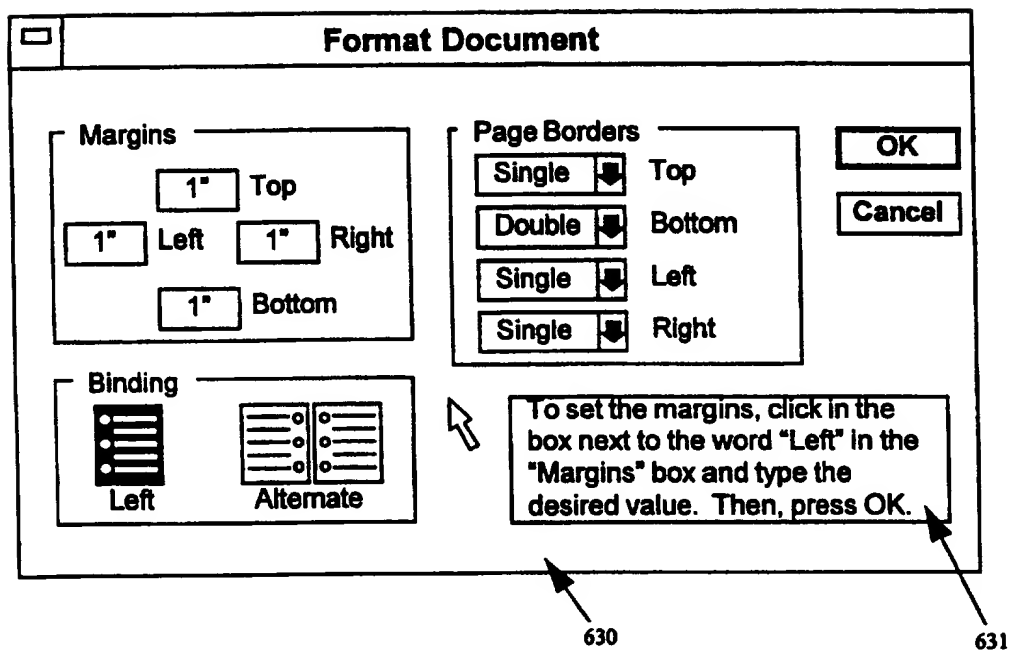 Format Document
Margins
1" Top
1" Left 1" Right
1" Bottom
Page Borders
Single Top
Double Bottom
Single Left
Single Right
OK
Cancel
Binding
Left Alternate
To set the margins, click in the
box next to the word "Left" in the
"Margins" box and type the
desired value. Then, press OK.
630
631